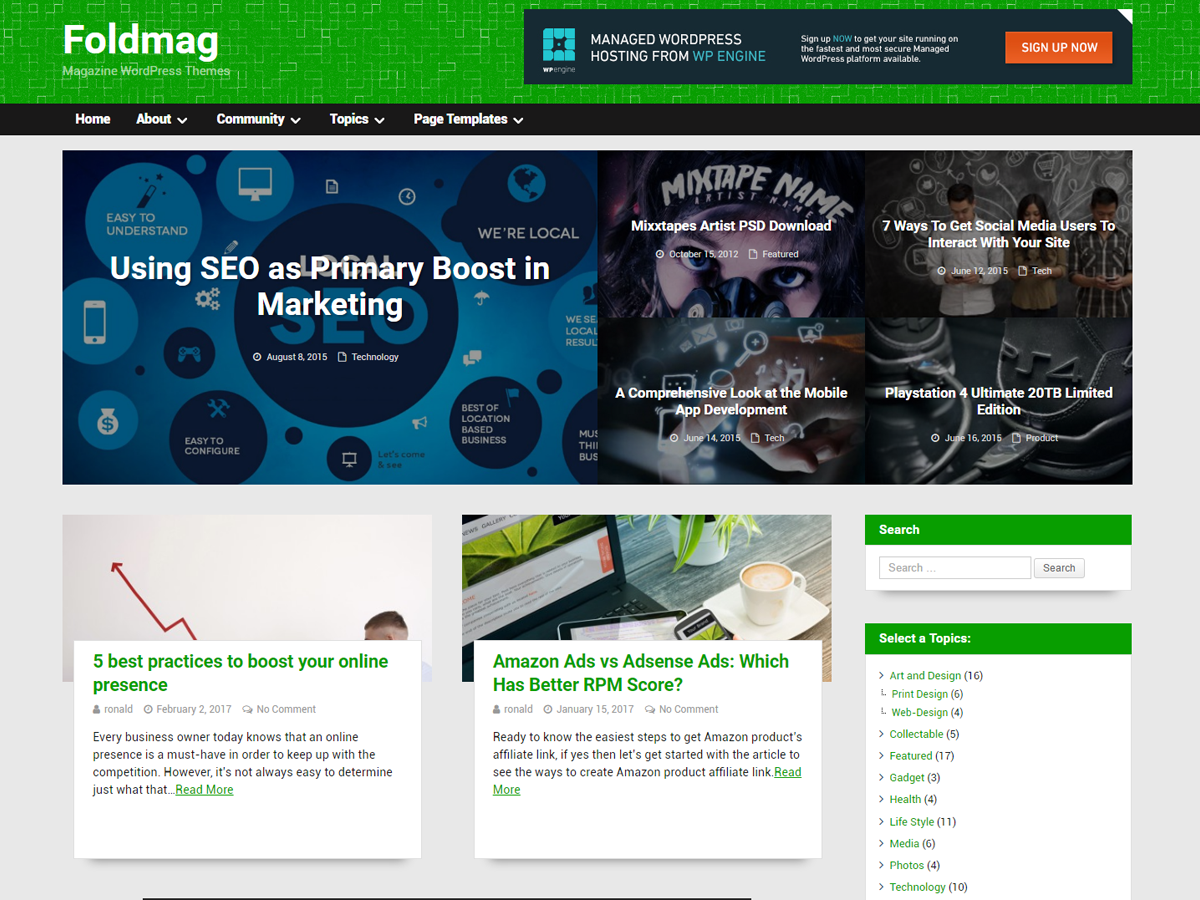 Foldmag
Magazine WordPress Themes
WPengine
MANAGED WORDPRESS
HOSTING FROM WP ENGINE
Sign up NOW to get your site running on
the fastest and most secure Managed
WordPress platform available.
SIGN UP NOW
Home About Community Topics Page Templates
EASY TO
UNDERSTAND
WE'RE LOCAL
LOCAL
SEO
WE SE
LOCAL
RESUL
BEST OF
LOCATION
BASED
BUSINESS
EASY TO
CONFIGURE
Let's come
& see
MUS
THI
BUS
Using SEO as Primary Boost in
Marketing
August 8, 2015 Technology
MIXTAPE NAME
ARTIST NAME
Mixxtapes Artist PSD Download
October 15, 2012 Featured
7 Ways To Get Social Media Users To
Interact With Your Site
June 12, 2015 Tech
A Comprehensive Look at the Mobile
App Development
June 14, 2015 Tech
Playstation 4 Ultimate 20TB Limited
Edition
June 16, 2015 Product
5 best practices to boost your online
presence
ronald February 2, 2017 No Comment
Every business owner today knows that an online
presence is a must-have in order to keep up with the
competition. However, it's not always easy to determine
just what that...Read More
NEWS GALLERY
Amazon Ads vs Adsense Ads: Which
Has Better RPM Score?
ronald January 15, 2017 No Comment
Ready to know the easiest steps to get Amazon product's
affiliate link, if yes then let's get started with the article to
see the ways to create Amazon product affiliate link.Read
More
Search
Search ...
Search
Select a Topics:
Art and Design (16)
Print Design (6)
Web-Design (4)
Collectable (5)
Featured (17)
Gadget (3)
Health (4)
Life Style (11)
Media (6)
Photos (4)
Technology (10)